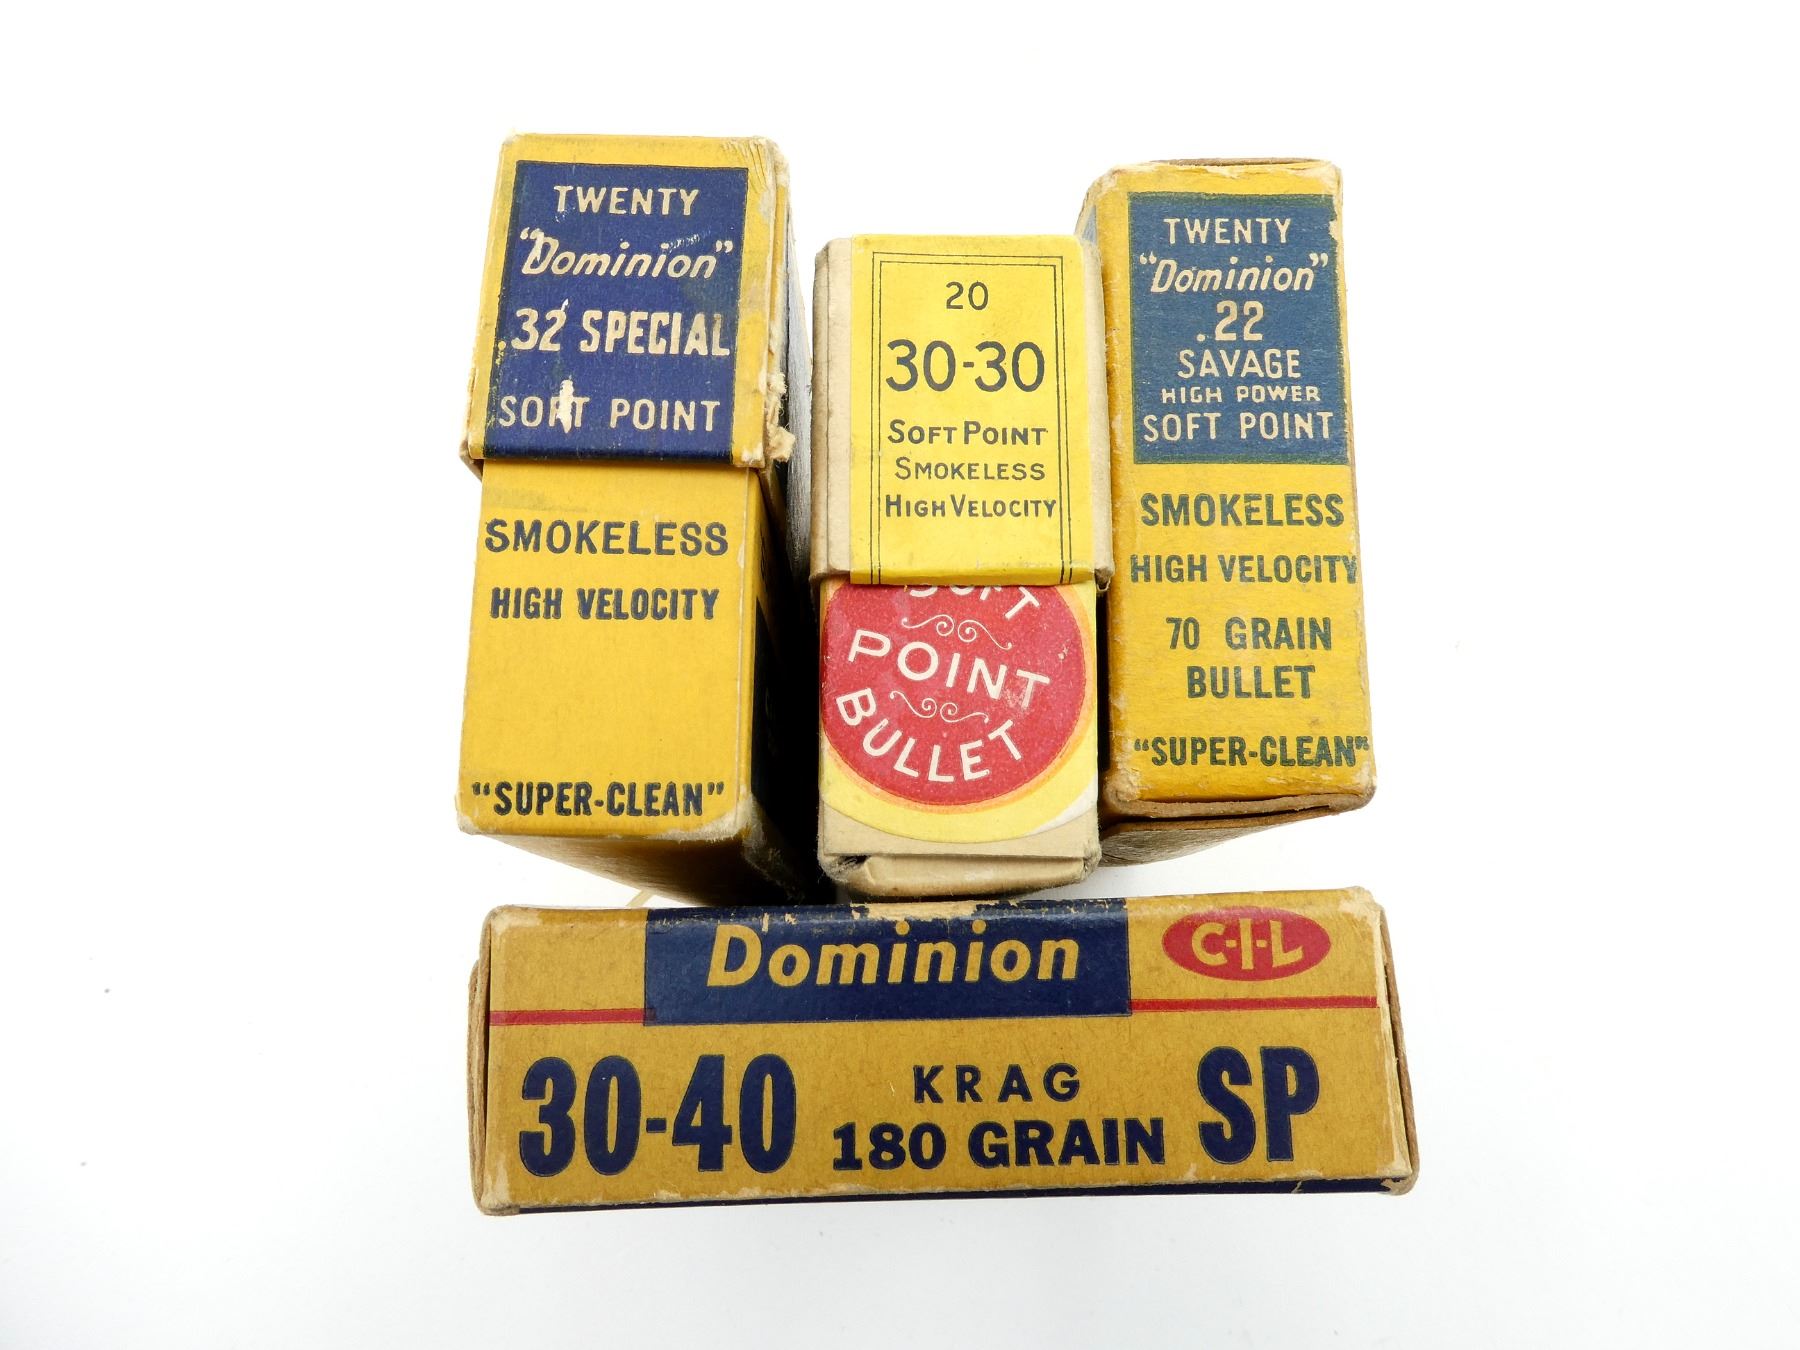 TWENTY
"Dominion"
.32 SPECIAL
SOFT POINT
SMOKELESS
HIGH VELOCITY
"SUPER-CLEAN"
20
30-30
SOFT POINT
SMOKELESS
HIGH VELOCITY
SOFT
POINT
BULLET
TWENTY
"Dominion"
.22
SAVAGE
HIGH POWER
SOFT POINT
SMOKELESS
HIGH VELOCITY
70 GRAIN
BULLET
"SUPER-CLEAN"
Dominion
C-I-L
30-40
KRAG
180 GRAIN
SP